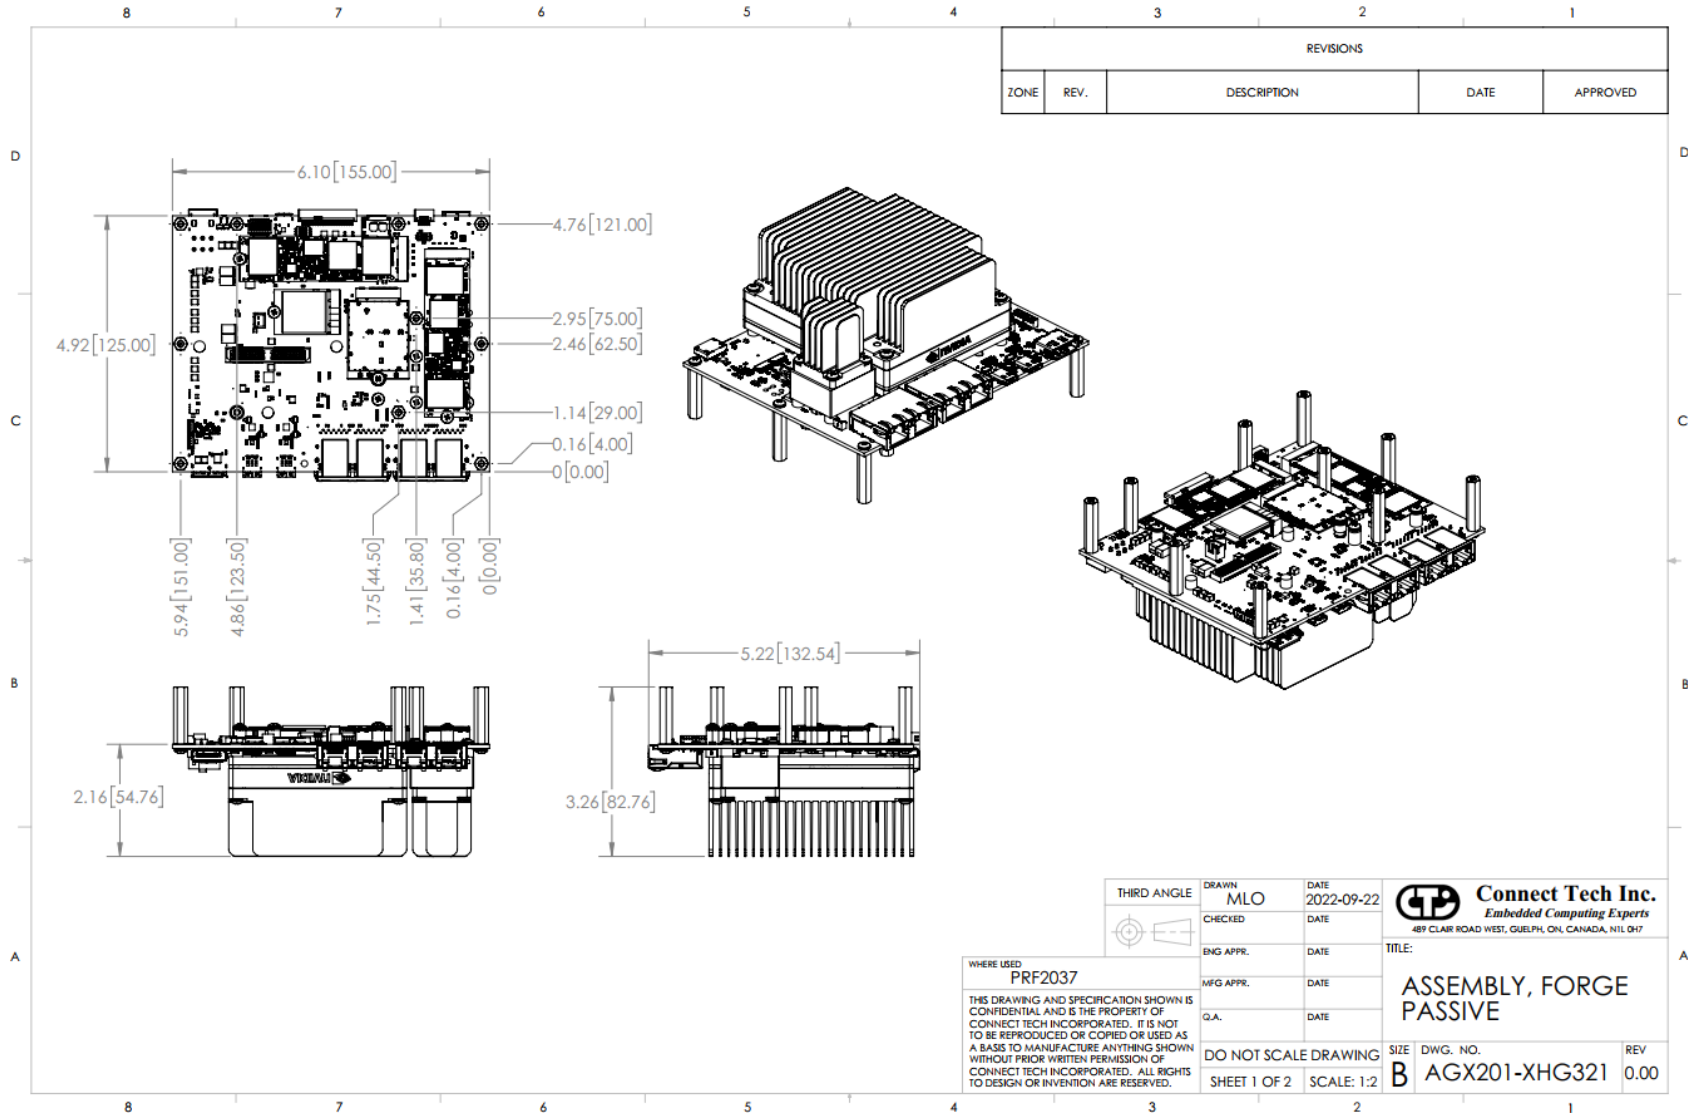 8 7 6 5 4 3 2 1
REVISIONS
ZONE REV. DESCRIPTION DATE APPROVED
D D
6.10[155.00]
4.76[121.00]
2.95[75.00]
4.92[125.00]
2.46[62.50]
1.14[29.00]
0.16[4.00]
0[0.00]
5.94[151.00]
4.86[123.50]
1.75[44.50]
1.41[35.80]
0.16[4.00]
0[0.00]
NVIDIA
C C
5.22[132.54]
B B
2.16[54.76]
NVIDIA
3.26[82.76]
A A
THIRD ANGLE
DRAWN
MLO
DATE
2022-09-22
CHECKED DATE
ENG APPR. DATE
MFG APPR. DATE
Q.A. DATE
Connect Tech Inc.
Embedded Computing Experts
489 CLAIR ROAD WEST, GUELPH, ON, CANADA, N1L 0H7
TITLE:
ASSEMBLY, FORGE
PASSIVE
WHERE USED
PRF2037
THIS DRAWING AND SPECIFICATION SHOWN IS
CONFIDENTIAL AND IS THE PROPERTY OF
CONNECT TECH INCORPORATED. IT IS NOT
TO BE REPRODUCED OR COPIED OR USED AS
A BASIS TO MANUFACTURE ANYTHING SHOWN
WITHOUT PRIOR WRITTEN PERMISSION OF
CONNECT TECH INCORPORATED. ALL RIGHTS
TO DESIGN OR INVENTION ARE RESERVED.
DO NOT SCALE DRAWING
SHEET 1 OF 2 SCALE: 1:2
SIZE
B
DWG. NO.
AGX201-XHG321
REV
0.00
8 7 6 5 4 3 2 1